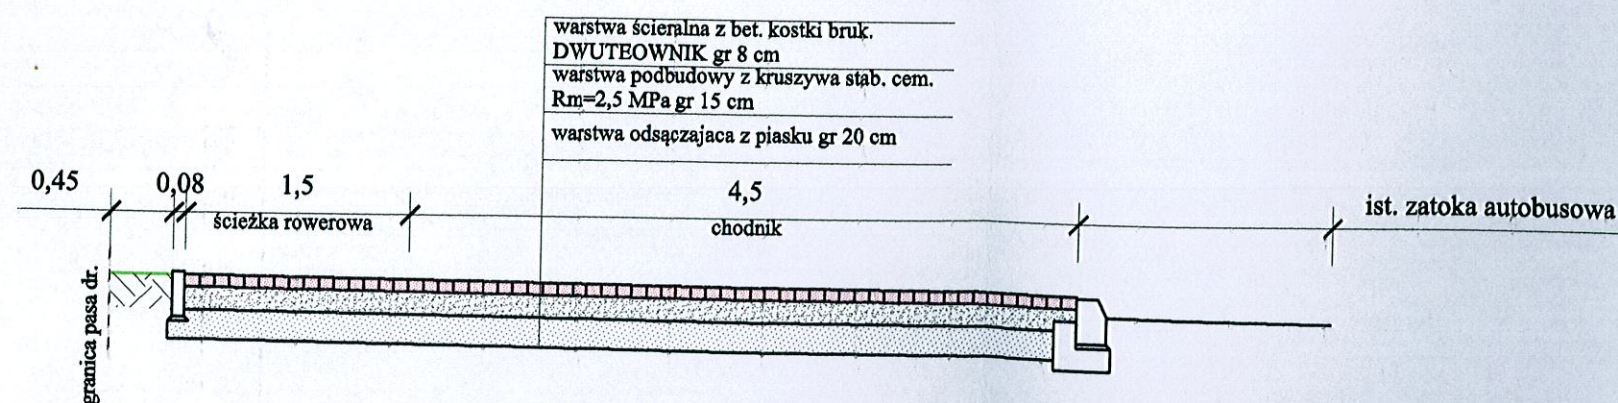 warstwa ścieralna z bet. kostki bruk.
DWUTEOWNIK gr 8 cm
warstwa podbudowy z kruszywa stab. cem.
Rm=2,5 MPa gr 15 cm
warstwa odsączajaca z piasku gr 20 cm
0,45
0,08
1,5
4,5
ist. zatoka autobusowa
ścieżka rowerowa
chodnik
granica pasa dr.